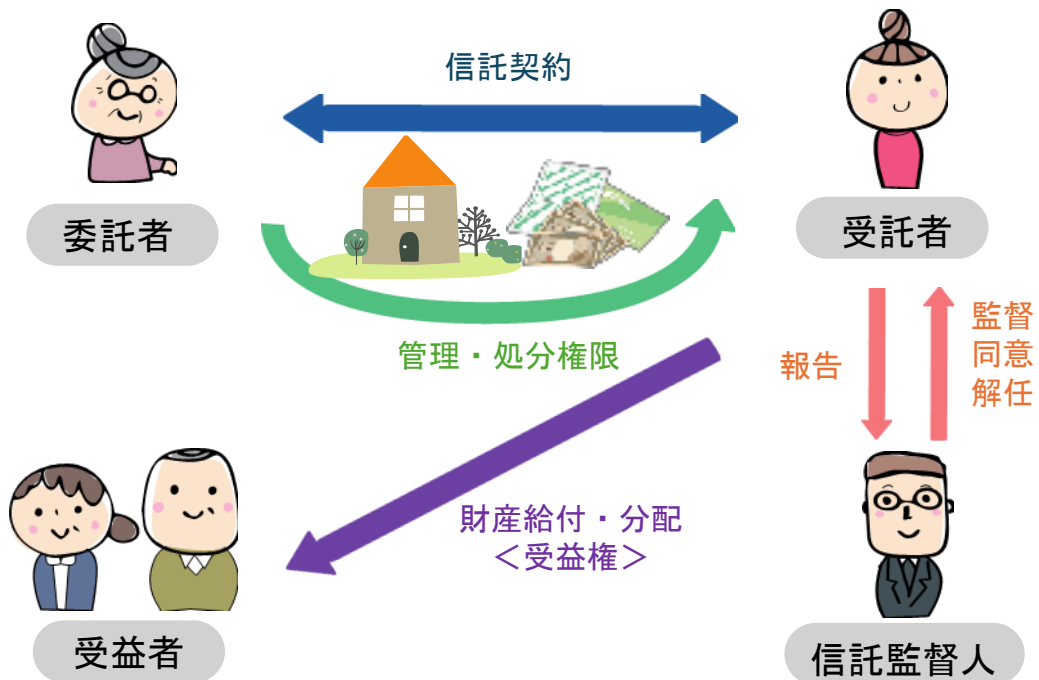 信託契約
委託者
受託者
管理・処分権限
報告
監督
同意
解任
財産給付・分配
＜受益権＞
受益者
信託監督人